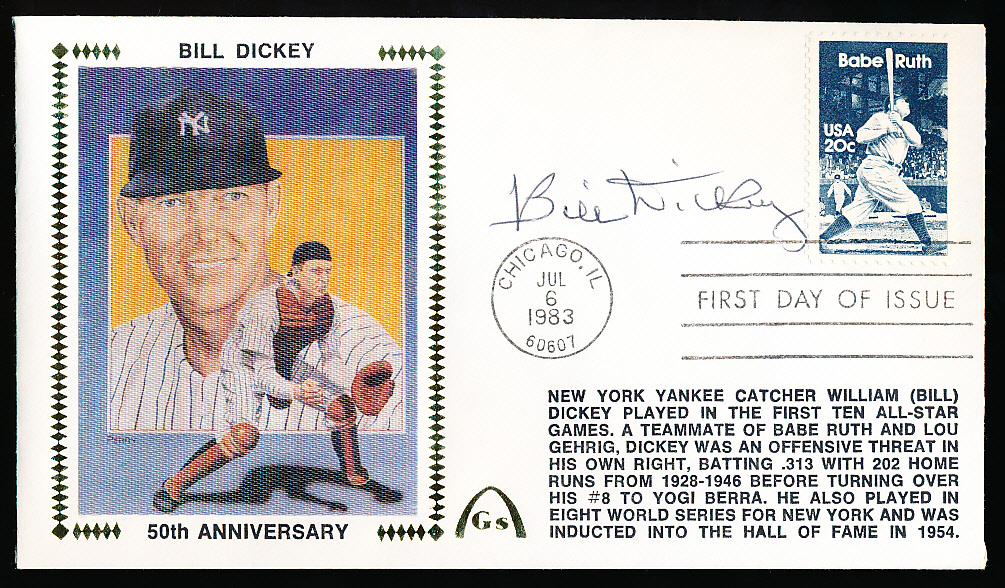 BILL DICKEY
NY
50th ANNIVERSARY
Babe Ruth
USA
20c
Bill Dickey
CHICAGO, IL
JUL
6
1983
60607
FIRST DAY OF ISSUE
NEW YORK YANKEE CATCHER WILLIAM (BILL)
DICKEY PLAYED IN THE FIRST TEN ALL-STAR
GAMES. A TEAMMATE OF BABE RUTH AND LOU
GEHRIG, DICKEY WAS AN OFFENSIVE THREAT IN
HIS OWN RIGHT, BATTING .313 WITH 202 HOME
RUNS FROM 1928-1946 BEFORE TURNING OVER
HIS #8 TO YOGI BERRA. HE ALSO PLAYED IN
EIGHT WORLD SERIES FOR NEW YORK AND WAS
INDUCTED INTO THE HALL OF FAME IN 1954.
Gs